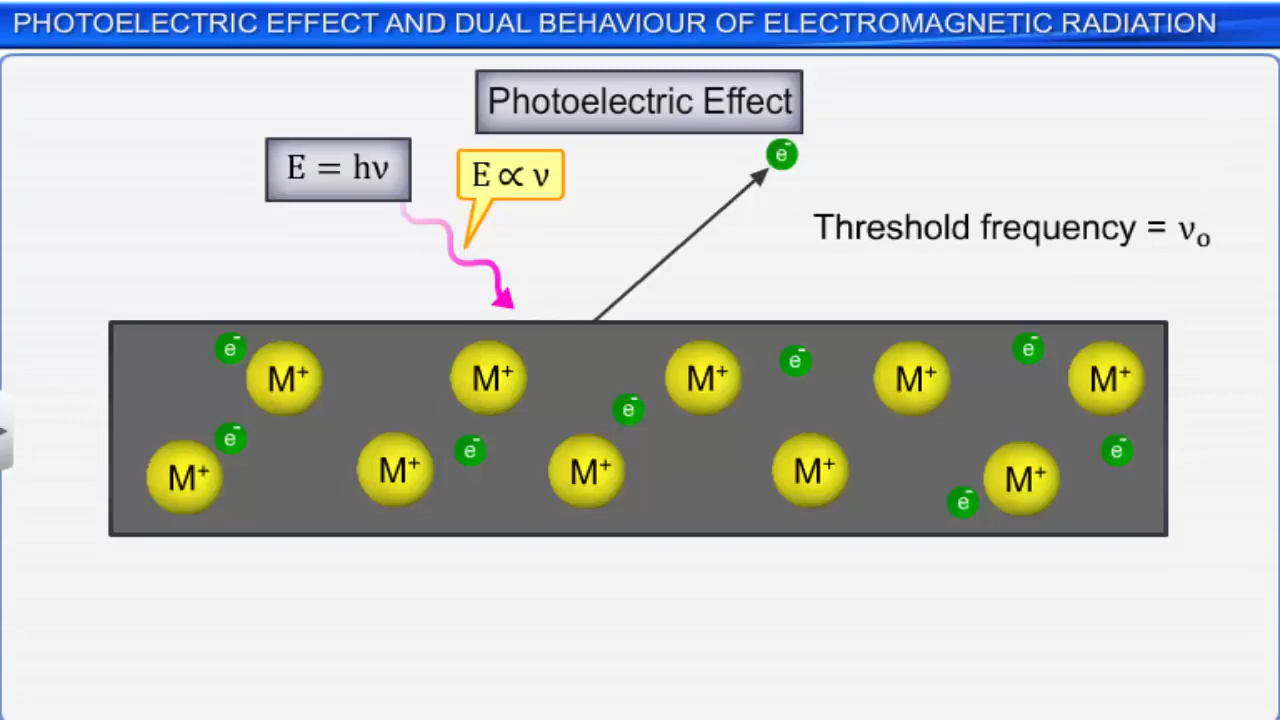 PHOTOELECTRIC EFFECT AND DUAL BEHAVIOUR OF ELECTROMAGNETIC RADIATION
Photoelectric Effect
E = hν
E ∝ ν
e⁻
Threshold frequency = ν₀
e⁻ M⁺ M⁺ M⁺ e⁻ M⁺ e⁻ M⁺
e⁻ e⁻
M⁺ M⁺ e⁻ M⁺ M⁺ e⁻ M⁺ e⁻